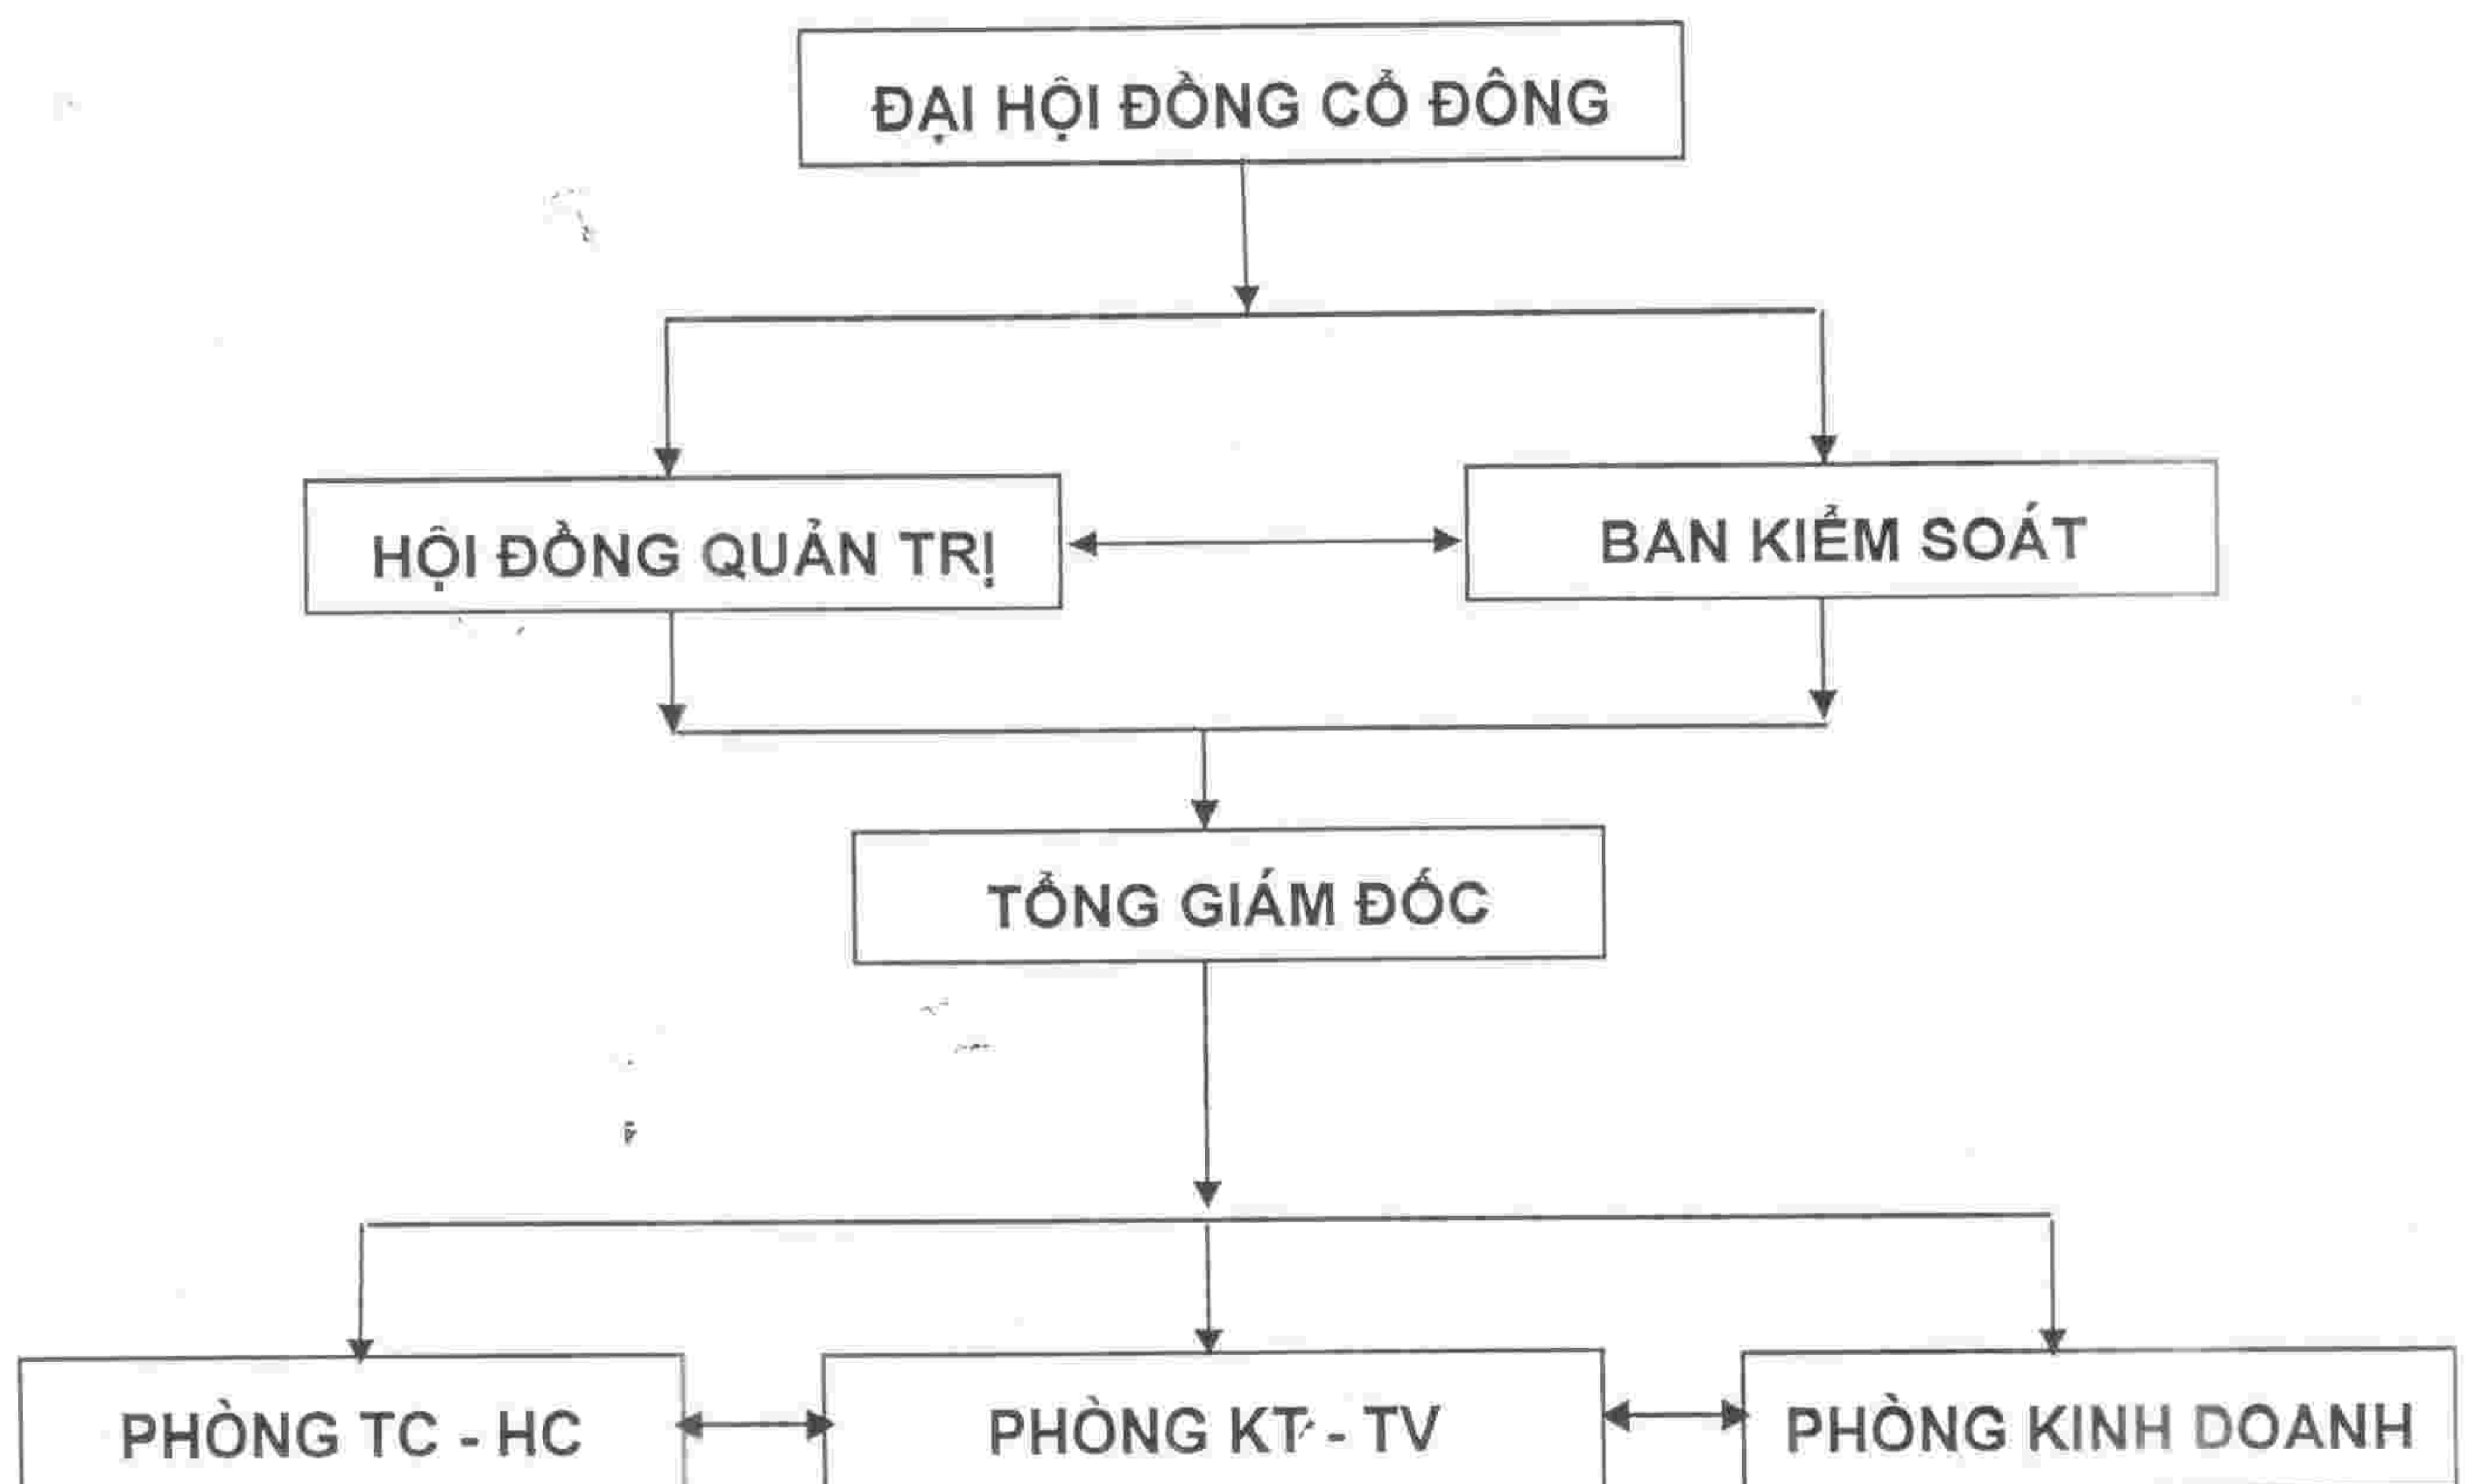 ĐẠI HỘI ĐỒNG CỔ ĐÔNG
HỘI ĐỒNG QUẢN TRỊ
BAN KIỂM SOÁT
TỔNG GIÁM ĐỐC
PHÒNG TC - HC
PHÒNG KT - TV
PHÒNG KINH DOANH